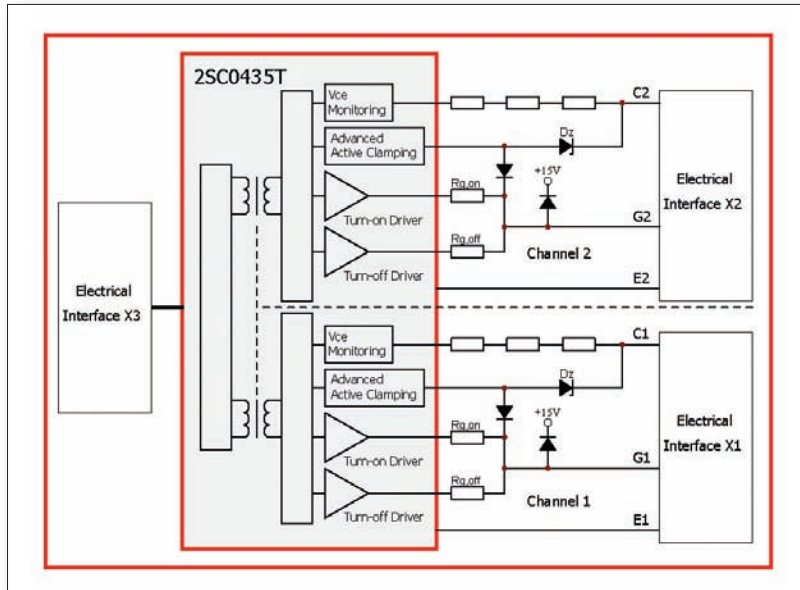 2SC0435T
Vce
Monitoring
C2
Advanced
Active Clamping
Dz
+15V
Rg,on
Turn-on Driver
Electrical
Interface X2
G2
Rg,off
Channel 2
Turn-off Driver
E2
Electrical
Interface X3
Vce
Monitoring
C1
Advanced
Active Clamping
Dz
+15V
Rg,on
Turn-on Driver
Electrical
Interface X1
G1
Rg,off
Channel 1
Turn-off Driver
E1